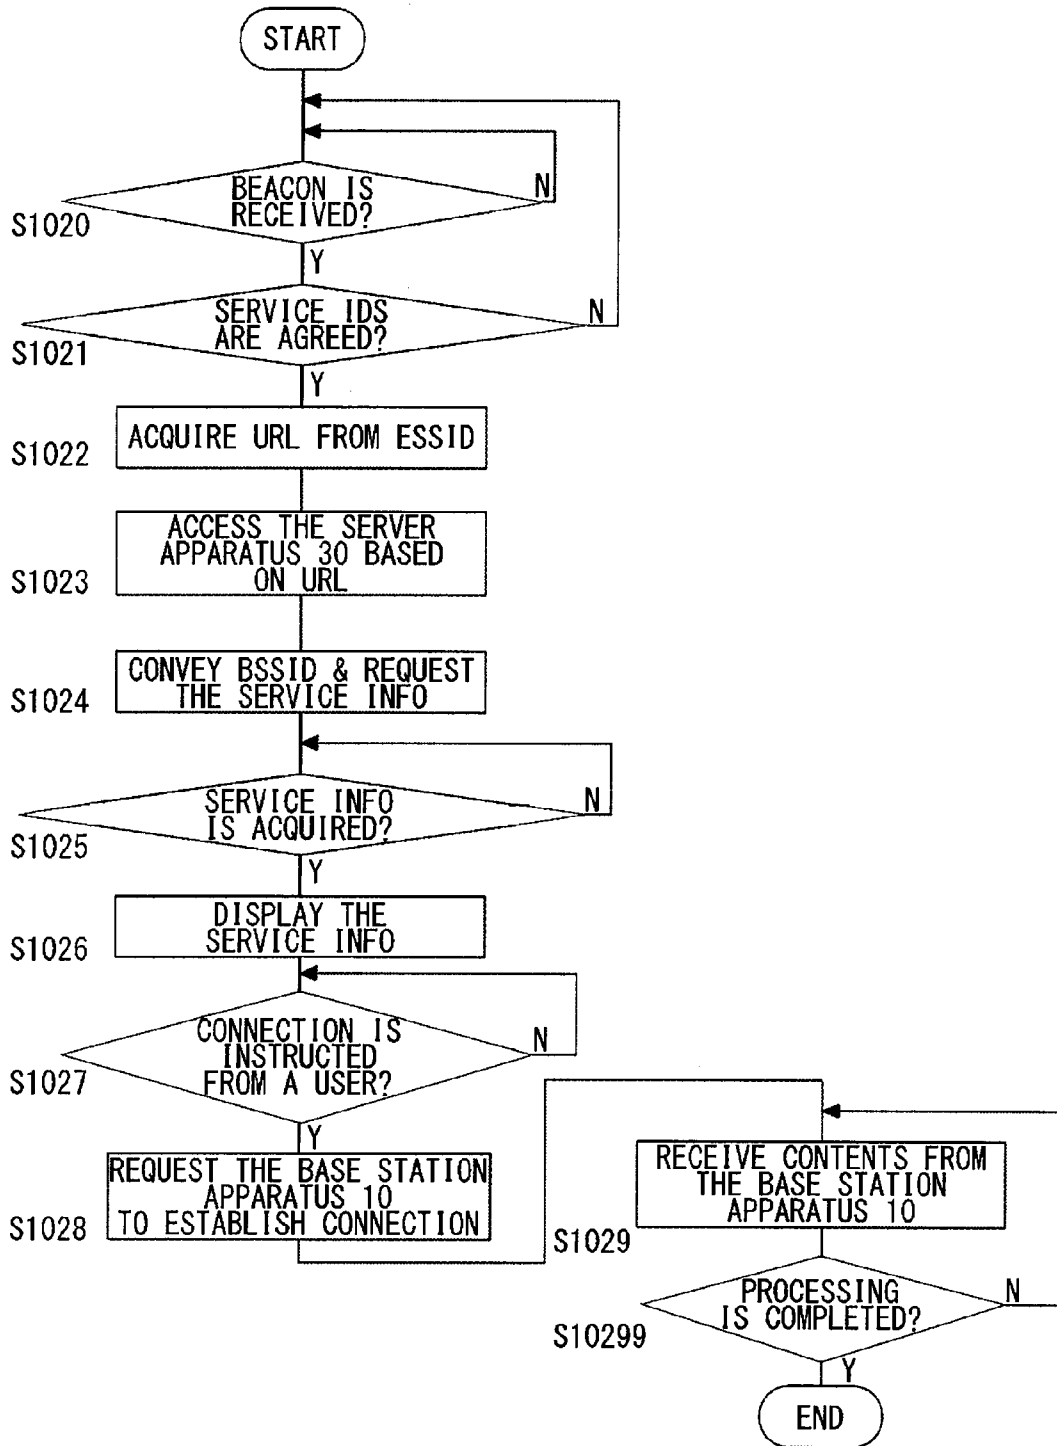 START
BEACON IS
RECEIVED?
N
S1020
Y
SERVICE IDS
ARE AGREED?
N
S1021
Y
ACQUIRE URL FROM ESSID
S1022
ACCESS THE SERVER
APPARATUS 30 BASED
ON URL
S1023
CONVEY BSSID & REQUEST
THE SERVICE INFO
S1024
SERVICE INFO
IS ACQUIRED?
N
S1025
Y
DISPLAY THE
SERVICE INFO
S1026
CONNECTION IS
INSTRUCTED
FROM A USER?
N
S1027
Y
REQUEST THE BASE STATION
APPARATUS 10
TO ESTABLISH CONNECTION
S1028
RECEIVE CONTENTS FROM
THE BASE STATION
APPARATUS 10
S1029
PROCESSING
IS COMPLETED?
N
S10299
Y
END